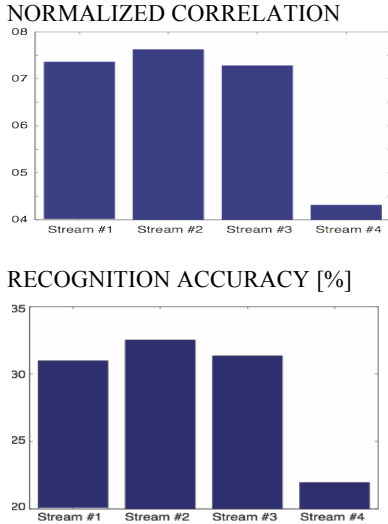 NORMALIZED CORRELATION
08
07
06
05
04
Stream #1 Stream #2 Stream #3 Stream #4
RECOGNITION ACCURACY [%]
35
30
25
20
Stream #1 Stream #2 Stream #3 Stream #4